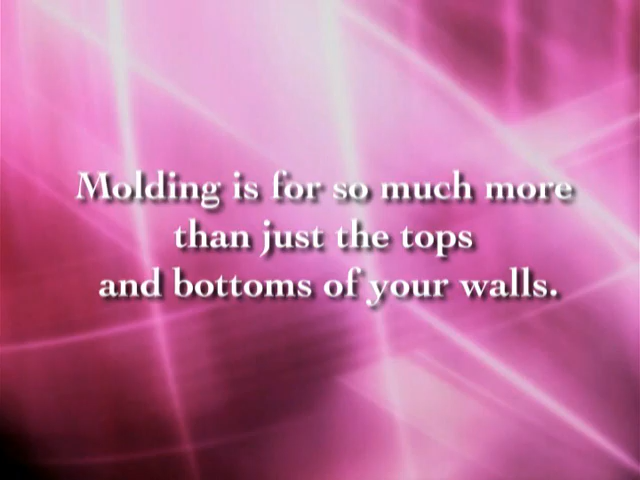 Molding is for so much more
than just the tops
and bottoms of your walls.